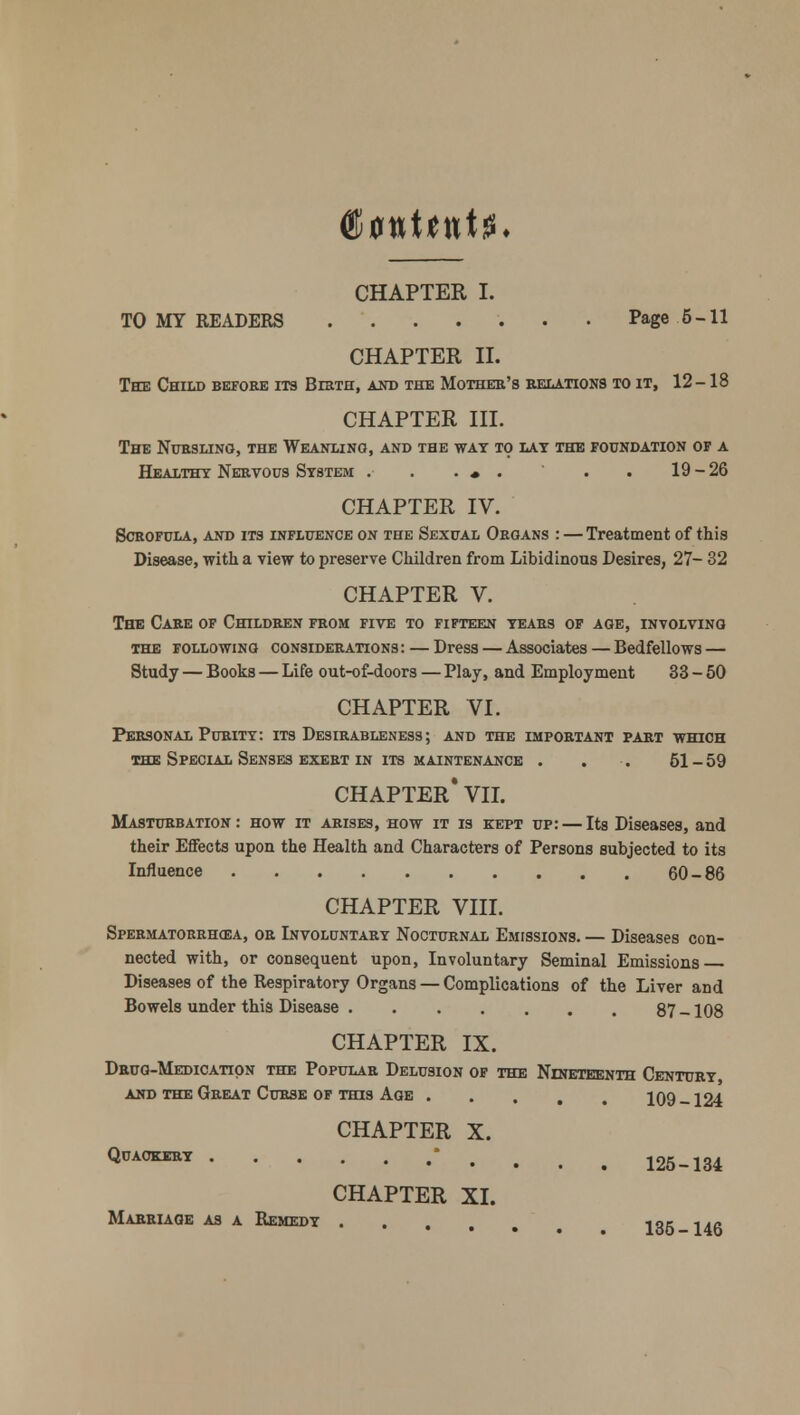 Contents.
CHAPTER I.
TO MY READERS . . . . . . . Page 5-11
CHAPTER II.
The Child before its Birth, and the Mother's relations to it, 12-18
CHAPTER III.
The Nursling, the Weanling, and the way to lay the foundation of a
Healthy Nervous System . . . . . . 19-26
CHAPTER IV.
Scrofula, and its influence on the Sexual Organs : — Treatment of this
Disease, with a view to preserve Children from Libidinous Desires, 27-32
CHAPTER V.
The Care of Children from five to fifteen years of age, involving
the following considerations: — Dress — Associates — Bedfellows —
Study — Books — Life out-of-doors — Play, and Employment 33-50
CHAPTER VI.
Personal Purity: its Desirableness; and the important part which
the Special Senses exert in its maintenance . . . 51-59
CHAPTER VII.
Masturbation : how it arises, how it is kept up: — Its Diseases, and
their Effects upon the Health and Characters of Persons subjected to its
Influence . . . . . . . . . . 60-86
CHAPTER VIII.
Spermatorrhœa, or Involuntary Nocturnal Emissions. — Diseases con-
nected with, or consequent upon, Involuntary Seminal Emissions —
Diseases of the Respiratory Organs — Complications of the Liver and
Bowels under this Disease . . . . . . . 87-108
CHAPTER IX.
Drug-Medication the Popular Delusion of the Nineteenth Century,
and the Great Curse of this Age . . . . . 109-124
CHAPTER X.
Quackery . . . . . . . . . . 125-134
CHAPTER XI.
Marriage as a Remedy . . . . . . . 135-146